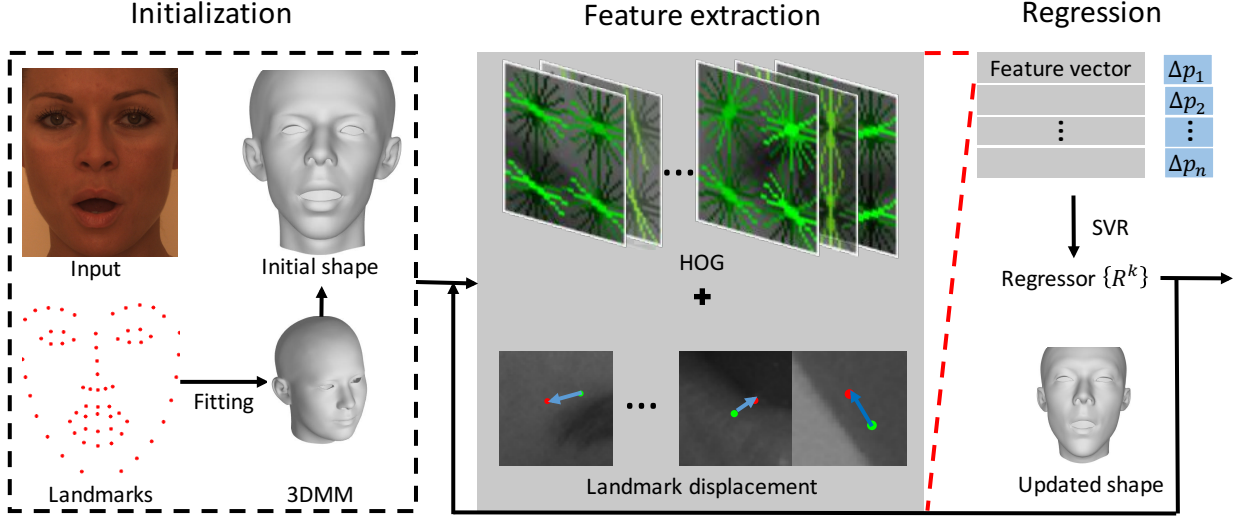 Initialization
Feature extraction
Regression
Input
Initial shape
Landmarks
Fitting
3DMM
HOG
+
Landmark displacement
Feature vector
Δp₁
Δp₂
⋮
Δpₙ
SVR
Regressor {Rᵏ}
Updated shape